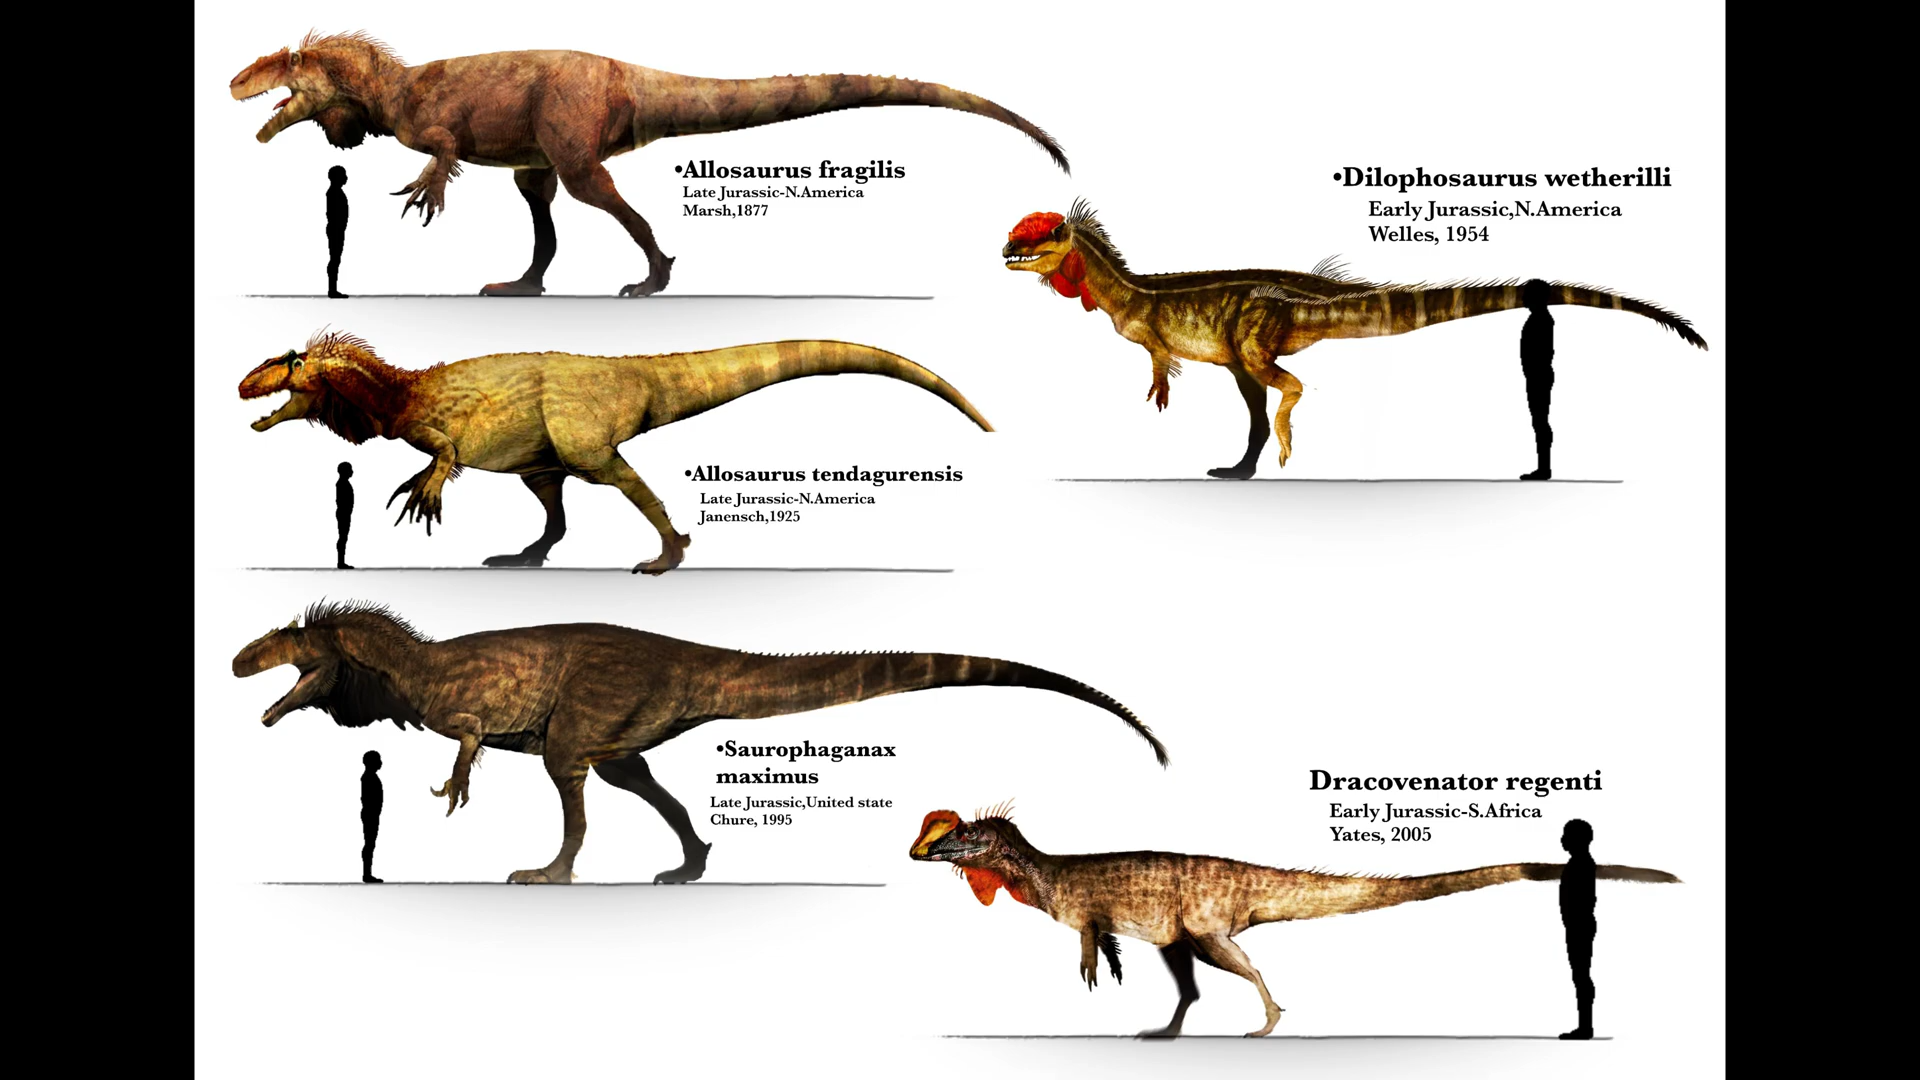 •Allosaurus fragilis
Late Jurassic-N.America
Marsh,1877
•Dilophosaurus wetherilli
Early Jurassic,N.America
Welles, 1954
•Allosaurus tendagurensis
Late Jurassic-N.America
Janensch,1925
•Saurophaganax
maximus
Late Jurassic,United state
Chure, 1995
Dracovenator regenti
Early Jurassic-S.Africa
Yates, 2005